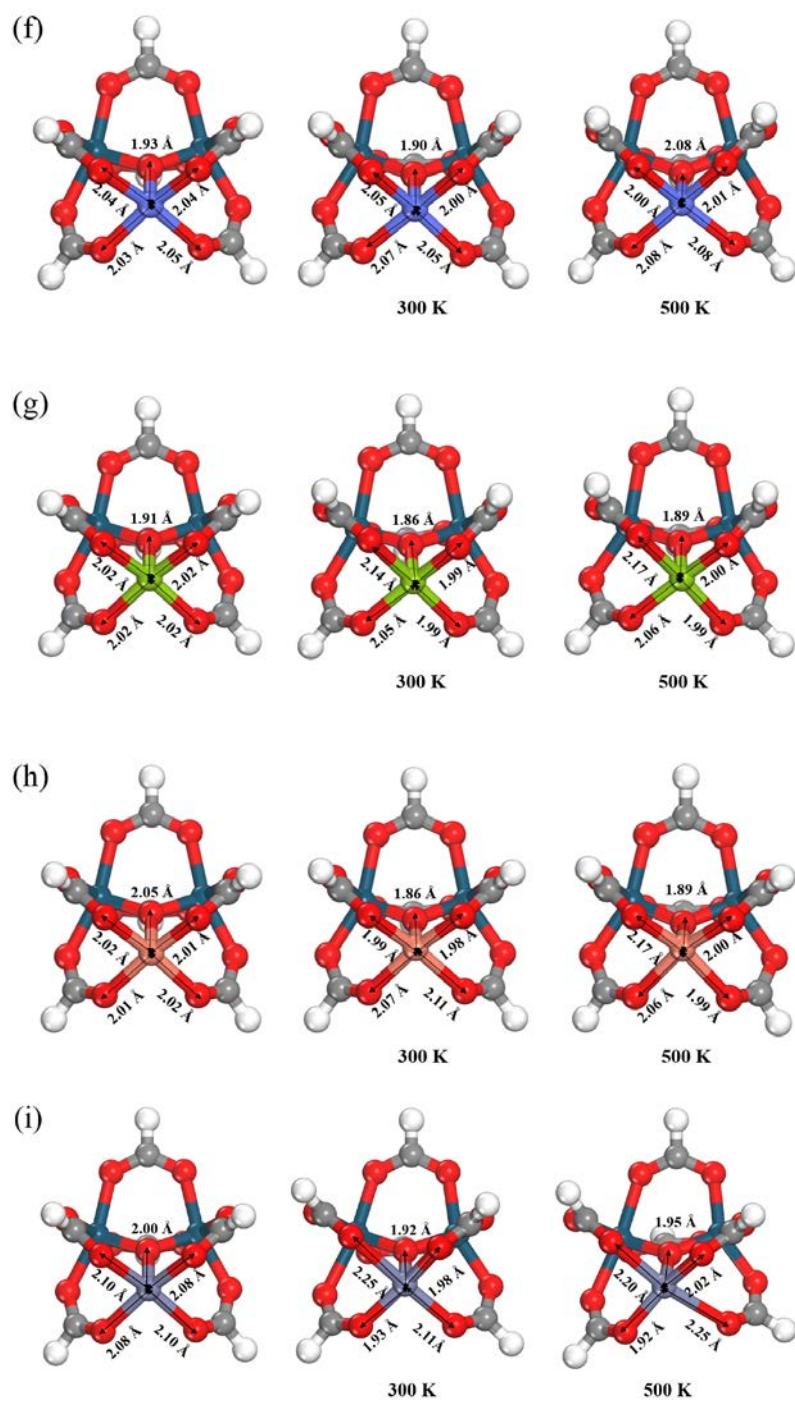 (f)
1.93 Å
1.90 Å
2.08 Å
2.04 Å
2.04 Å
2.05 Å
2.00 Å
2.00 Å
2.01 Å
2.03 Å
2.05 Å
2.07 Å
2.05 Å
2.08 Å
2.08 Å
300 K
500 K
(g)
1.91 Å
1.86 Å
1.89 Å
2.02 Å
2.02 Å
2.14 Å
1.99 Å
2.17 Å
2.00 Å
2.02 Å
2.02 Å
2.05 Å
1.99 Å
2.06 Å
1.99 Å
300 K
500 K
(h)
2.05 Å
1.86 Å
1.89 Å
2.02 Å
2.01 Å
1.99 Å
1.98 Å
2.17 Å
2.00 Å
2.01 Å
2.02 Å
2.07 Å
2.11 Å
2.06 Å
1.99 Å
300 K
500 K
(i)
2.00 Å
1.92 Å
1.95 Å
2.10 Å
2.08 Å
2.25 Å
1.98 Å
2.20 Å
2.02 Å
2.08 Å
2.10 Å
1.93 Å
2.11Å
1.92 Å
2.25 Å
300 K
500 K